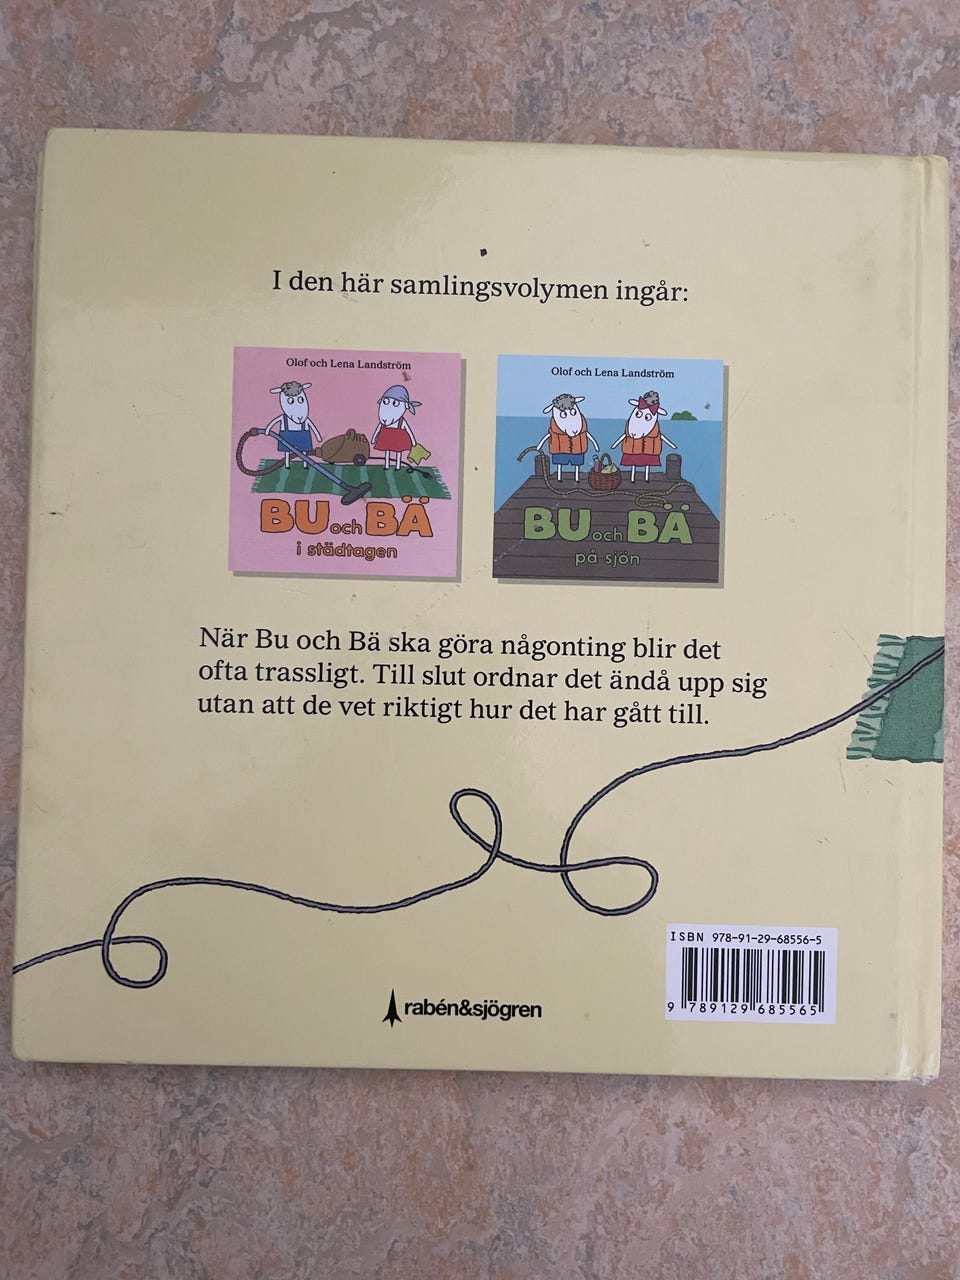 I den här samlingsvolymen ingår:
Olof och Lena Landström
BU och BÄ
i städtagen
Olof och Lena Landström
BU och BÄ
på sjön
När Bu och Bä ska göra någonting blir det
ofta trassligt. Till slut ordnar det ändå upp sig
utan att de vet riktigt hur det har gått till.
rabén&sjögren
ISBN 978-91-29-68556-5
9 789129 685565